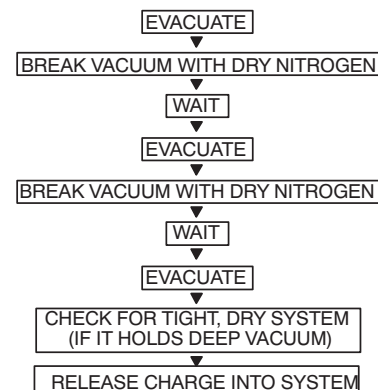 EVACUATE
BREAK VACUUM WITH DRY NITROGEN
WAIT
EVACUATE
BREAK VACUUM WITH DRY NITROGEN
WAIT
EVACUATE
CHECK FOR TIGHT, DRY SYSTEM
(IF IT HOLDS DEEP VACUUM)
RELEASE CHARGE INTO SYSTEM